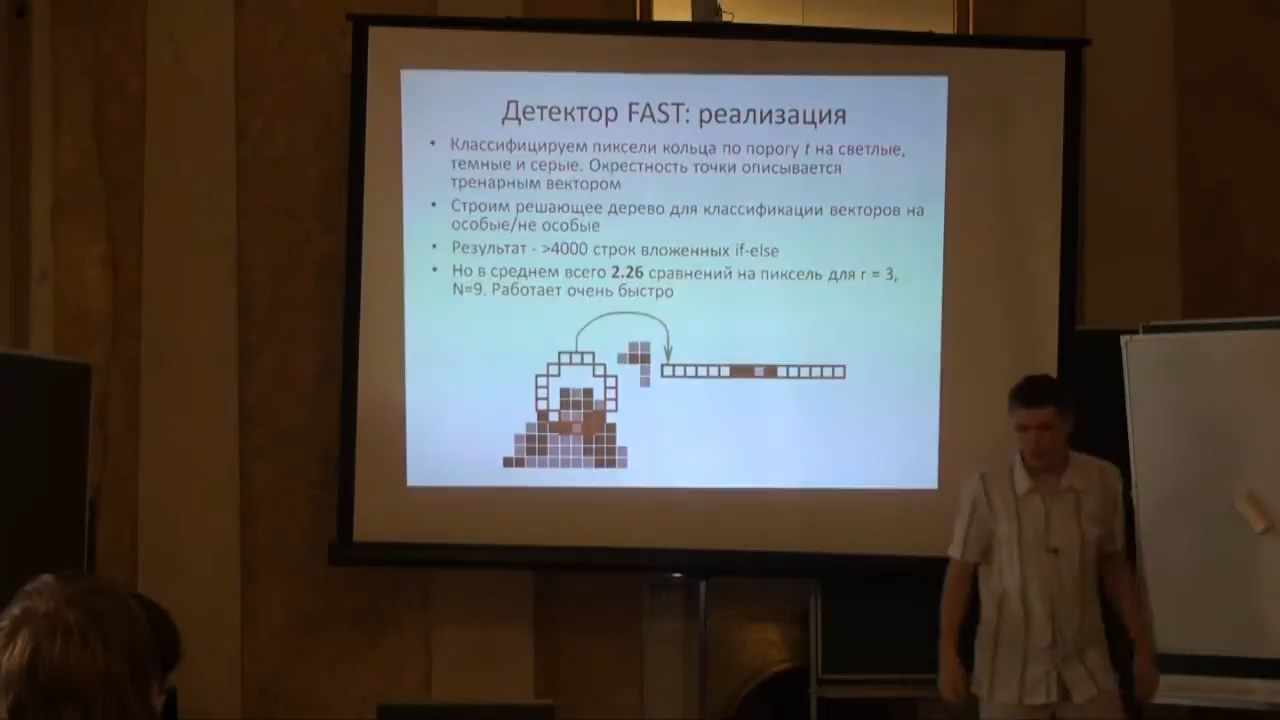 Детектор FAST: реализация
• Классифицируем пиксели кольца по порогу t на светлые,
темные и серые. Окрестность точки описывается
тренарным вектором
• Строим решающее дерево для классификации векторов на
особые/не особые
• Результат - >4000 строк вложенных if-else
• Но в среднем всего 2.26 сравнений на пиксель для r = 3,
N=9. Работает очень быстро